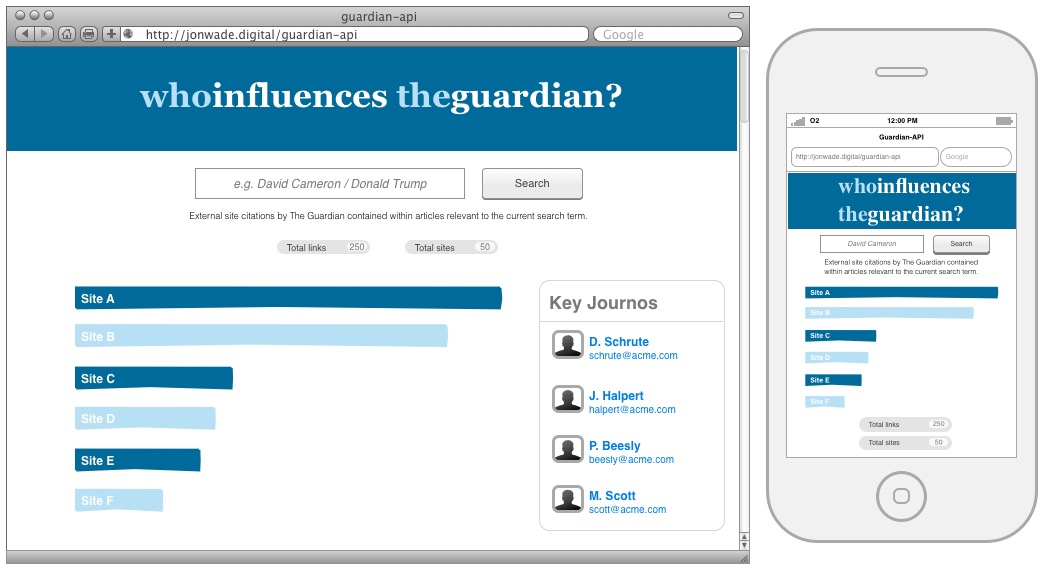 guardian-api
http://jonwade.digital/guardian-api
Google
whoinfluences theguardian?
e.g. David Cameron / Donald Trump
Search
External site citations by The Guardian contained within articles relevant to the current search term.
Total links 250
Total sites 50
Site A
Site B
Site C
Site D
Site E
Site F
Key Journos
D. Schrute
schrute@acme.com
J. Halpert
halpert@acme.com
P. Beesly
beesly@acme.com
M. Scott
scott@acme.com
O2 12:00 PM
Guardian-API
http://jonwade.digital/guardian-api
Google
whoinfluences
theguardian?
David Cameron
Search
External site citations by The Guardian contained
within articles relevant to the current search term.
Site A
Site B
Site C
Site D
Site E
Site F
Total links 250
Total sites 50